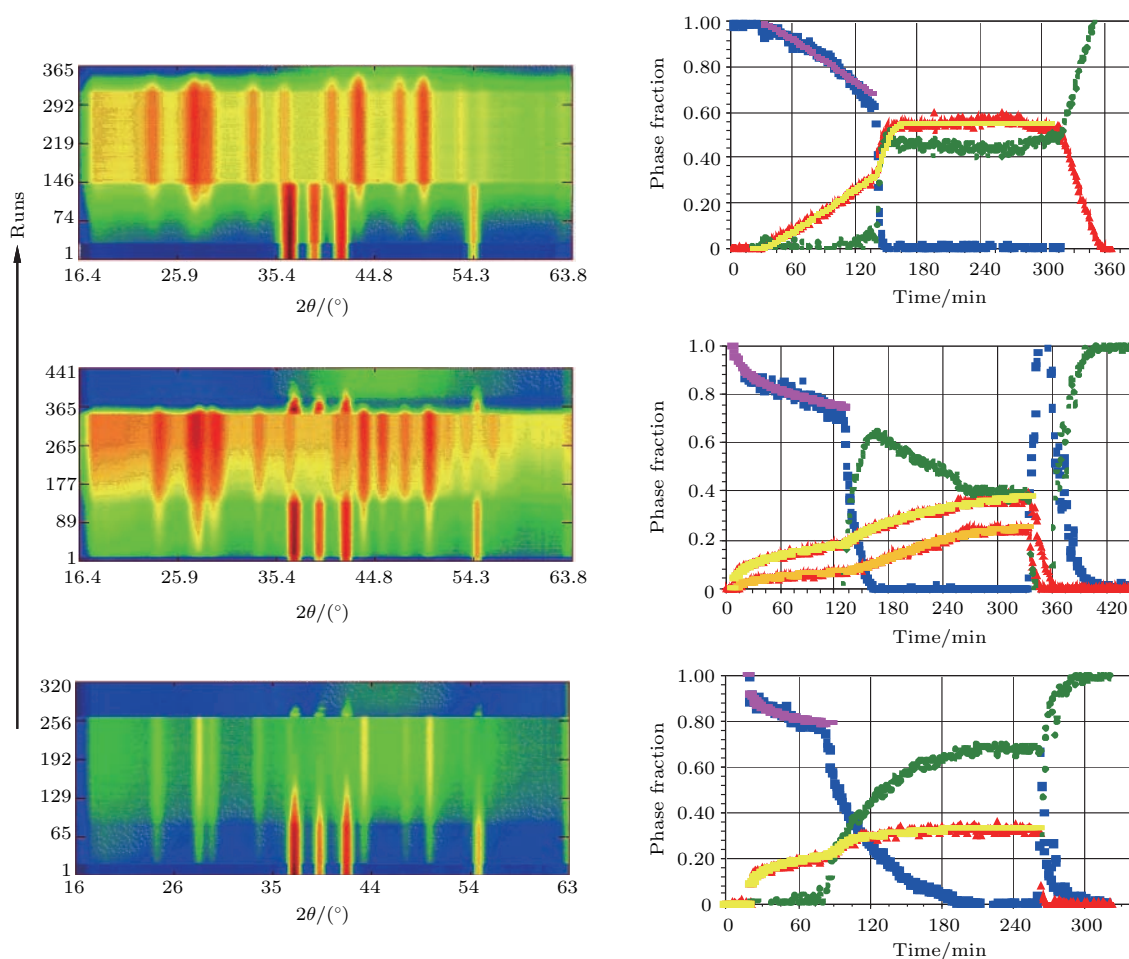 Runs
365
292
219
146
74
1
16.4 25.9 35.4 44.8 54.3 63.8
2θ/(°)
Phase fraction
1.00
0.80
0.60
0.40
0.20
0
0 60 120 180 240 300 360
Time/min
441
365
265
177
89
1
16.4 25.9 35.4 44.8 54.3 63.8
2θ/(°)
Phase fraction
1.0
0.8
0.6
0.4
0.2
0
0 60 120 180 240 300 360 420
Time/min
320
256
192
129
65
1
16 26 35 44 54 63
2θ/(°)
Phase fraction
1.00
0.80
0.60
0.40
0.20
0
0 60 120 180 240 300
Time/min